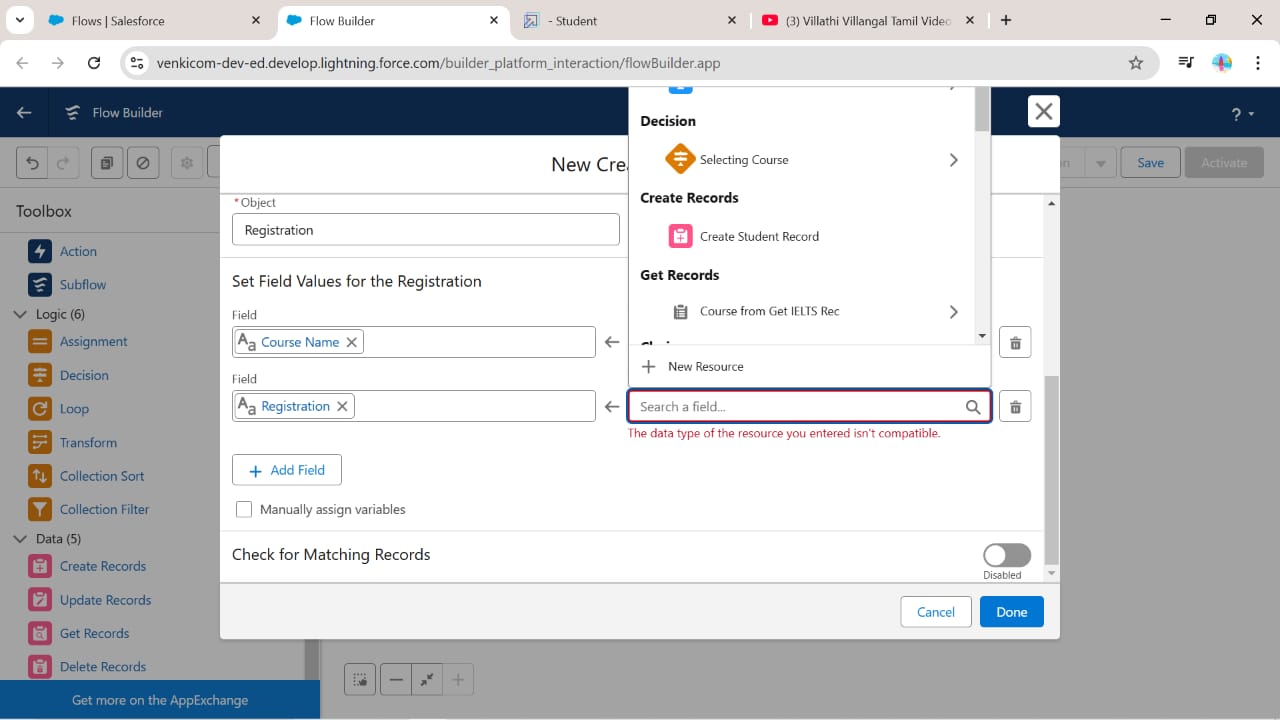 Flows | Salesforce
Flow Builder
- Student
(3) Villathi Villangal Tamil Video
venkicom-dev-ed.develop.lightning.force.com/builder_platform_interaction/flowBuilder.app
Flow Builder
?
Save
Activate
Toolbox
Action
Subflow
Logic (6)
Assignment
Decision
Loop
Transform
Collection Sort
Collection Filter
Data (5)
Create Records
Update Records
Get Records
Delete Records
Get more on the AppExchange
New Cre
*Object
Registration
Set Field Values for the Registration
Field
Aa Course Name
Field
Aa Registration
Add Field
Manually assign variables
Check for Matching Records
Disabled
Cancel
Done
Decision
Selecting Course
Create Records
Create Student Record
Get Records
Course from Get IELTS Rec
New Resource
Search a field...
The data type of the resource you entered isn't compatible.